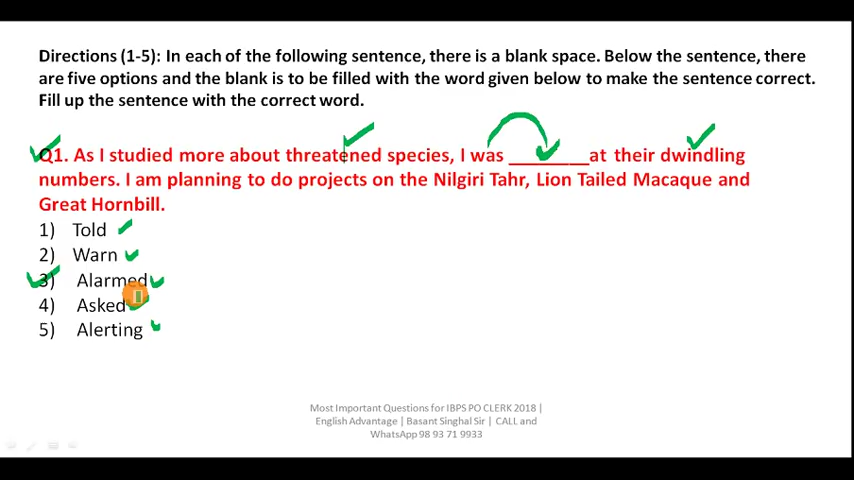 Directions (1-5): In each of the following sentence, there is a blank space. Below the sentence, there
are five options and the blank is to be filled with the word given below to make the sentence correct.
Fill up the sentence with the correct word.
Q1. As I studied more about threatened species, I was ________at their dwindling
numbers. I am planning to do projects on the Nilgiri Tahr, Lion Tailed Macaque and
Great Hornbill.
1) Told
2) Warn
3) Alarmed
4) Asked
5) Alerting
Most Important Questions for IBPS PO CLERK 2018 |
English Advantage | Basant Singhal Sir | CALL and
WhatsApp 98 93 71 9933